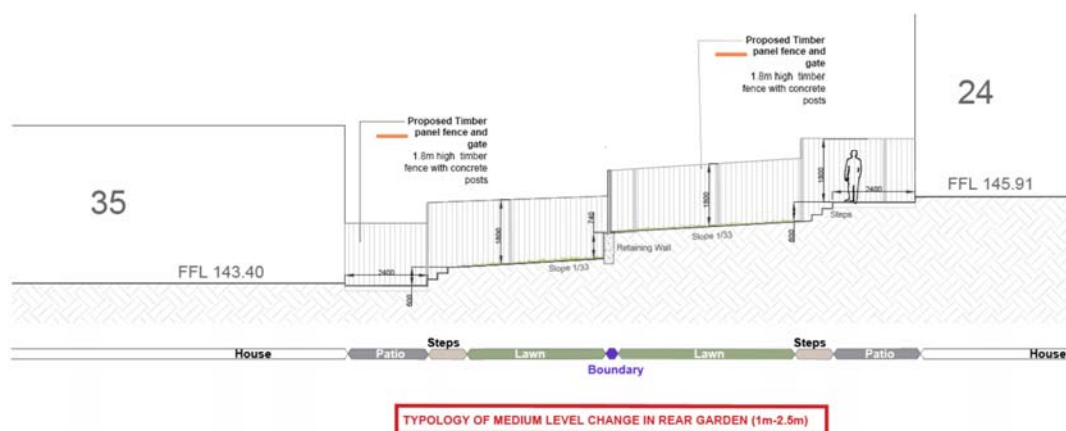 Proposed Timber
panel fence and
gate
1.8m high timber
fence with concrete
posts
24
Proposed Timber
panel fence and
gate
1.8m high timber
fence with concrete
posts
35
1800
2400
FFL 145.91
Steps
600
1800
740
1800
Slope 1/33
Retaining Wall
Slope 1/33
FFL 143.40
2400
600
House
Patio
Steps
Lawn
Boundary
Lawn
Steps
Patio
House
TYPOLOGY OF MEDIUM LEVEL CHANGE IN REAR GARDEN (1m-2.5m)